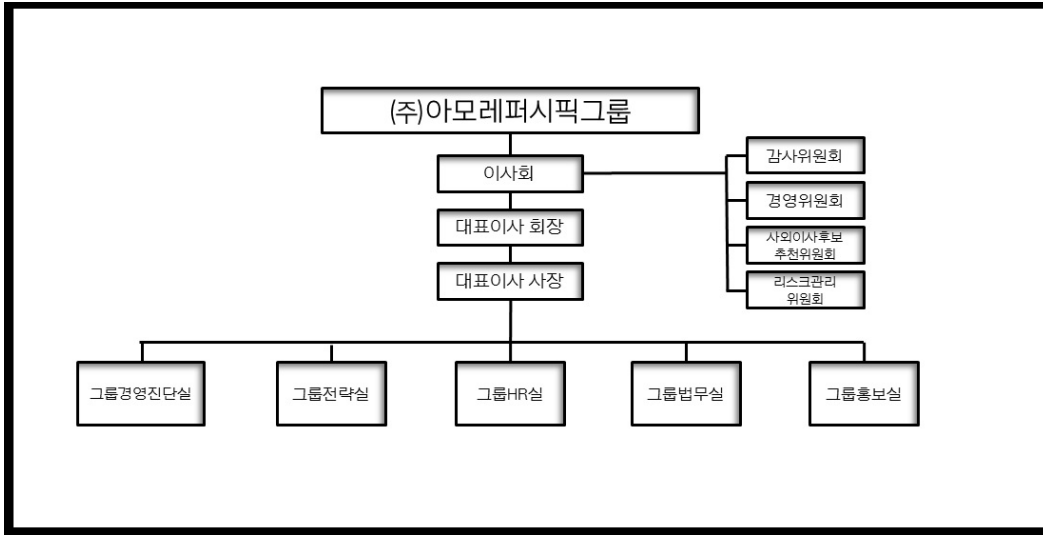 (주)아모레퍼시픽그룹
이사회
감사위원회
경영위원회
사외이사후보
추천위원회
리스크관리
위원회
대표이사 회장
대표이사 사장
그룹경영진단실
그룹전략실
그룹HR실
그룹법무실
그룹홍보실